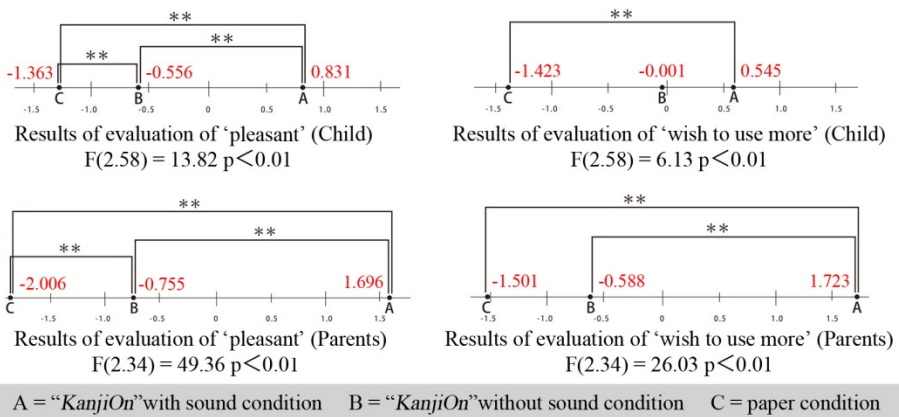 ** **
** ** **
-1.363 -0.556 0.831 -1.423 -0.001 0.545
C B A C B A
-1.5 -1.0 -0.5 0 0.5 1.0 1.5 -1.5 -1.0 -0.5 0 0.5 1.0 1.5
Results of evaluation of ‘pleasant’ (Child) Results of evaluation of ‘wish to use more’ (Child)
F(2.58) = 13.82 p<0.01 F(2.58) = 6.13 p<0.01
** **
** ** **
-2.006 -0.755 1.696 -1.501 -0.588 1.723
C B A C B A
-1.5 -1.0 -0.5 0 0.5 1.0 1.5 -1.5 -1.0 -0.5 0 0.5 1.0 1.5
Results of evaluation of ‘pleasant’ (Parents) Results of evaluation of ‘wish to use more’ (Parents)
F(2.34) = 49.36 p<0.01 F(2.34) = 26.03 p<0.01
A = “KanjiOn”with sound condition B = “KanjiOn”without sound condition C = paper condition